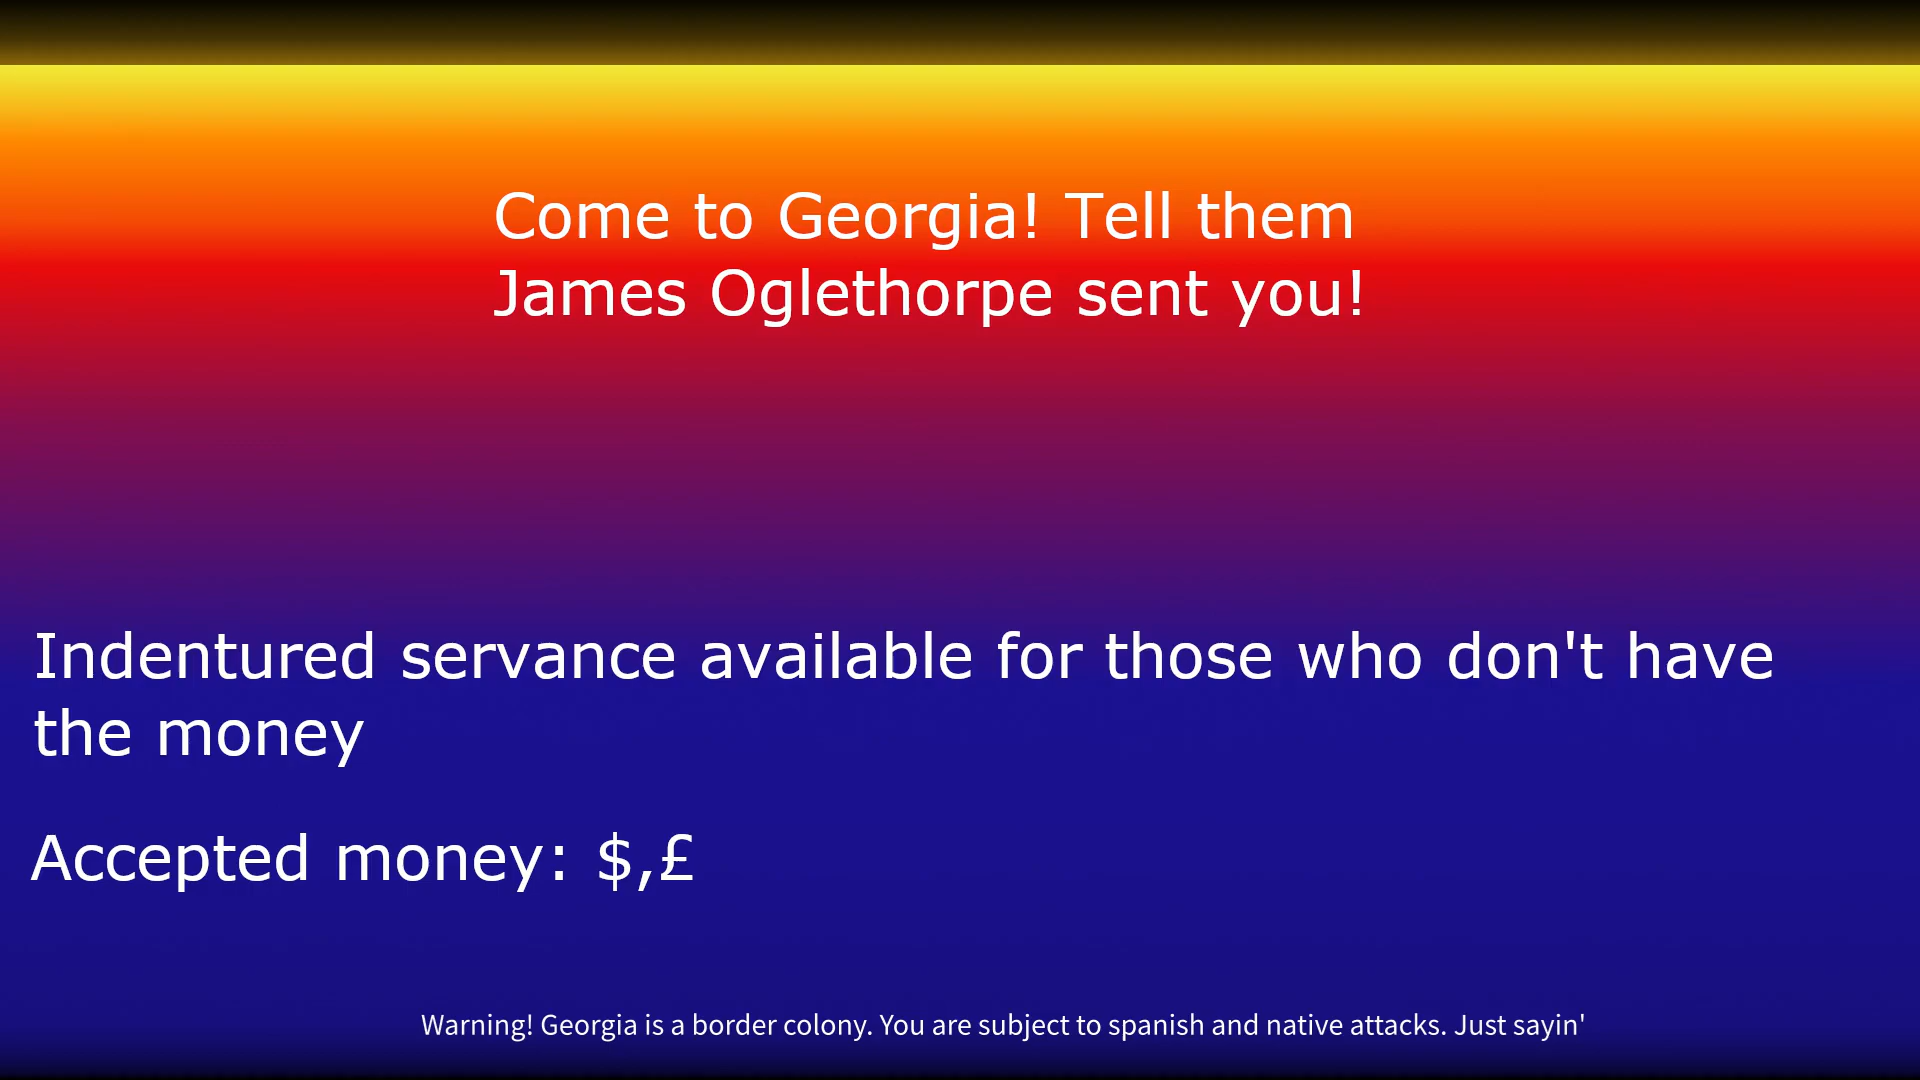 Come to Georgia! Tell them
James Oglethorpe sent you!
Indentured servance available for those who don't have
the money
Accepted money: $,£
Warning! Georgia is a border colony. You are subject to spanish and native attacks. Just sayin'